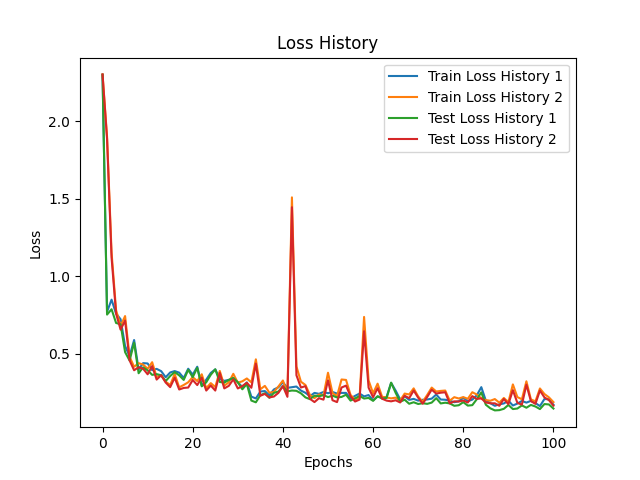 Loss History
Train Loss History 1
Train Loss History 2
Test Loss History 1
Test Loss History 2
Loss
2.0
1.5
1.0
0.5
0
20
40
60
80
100
Epochs